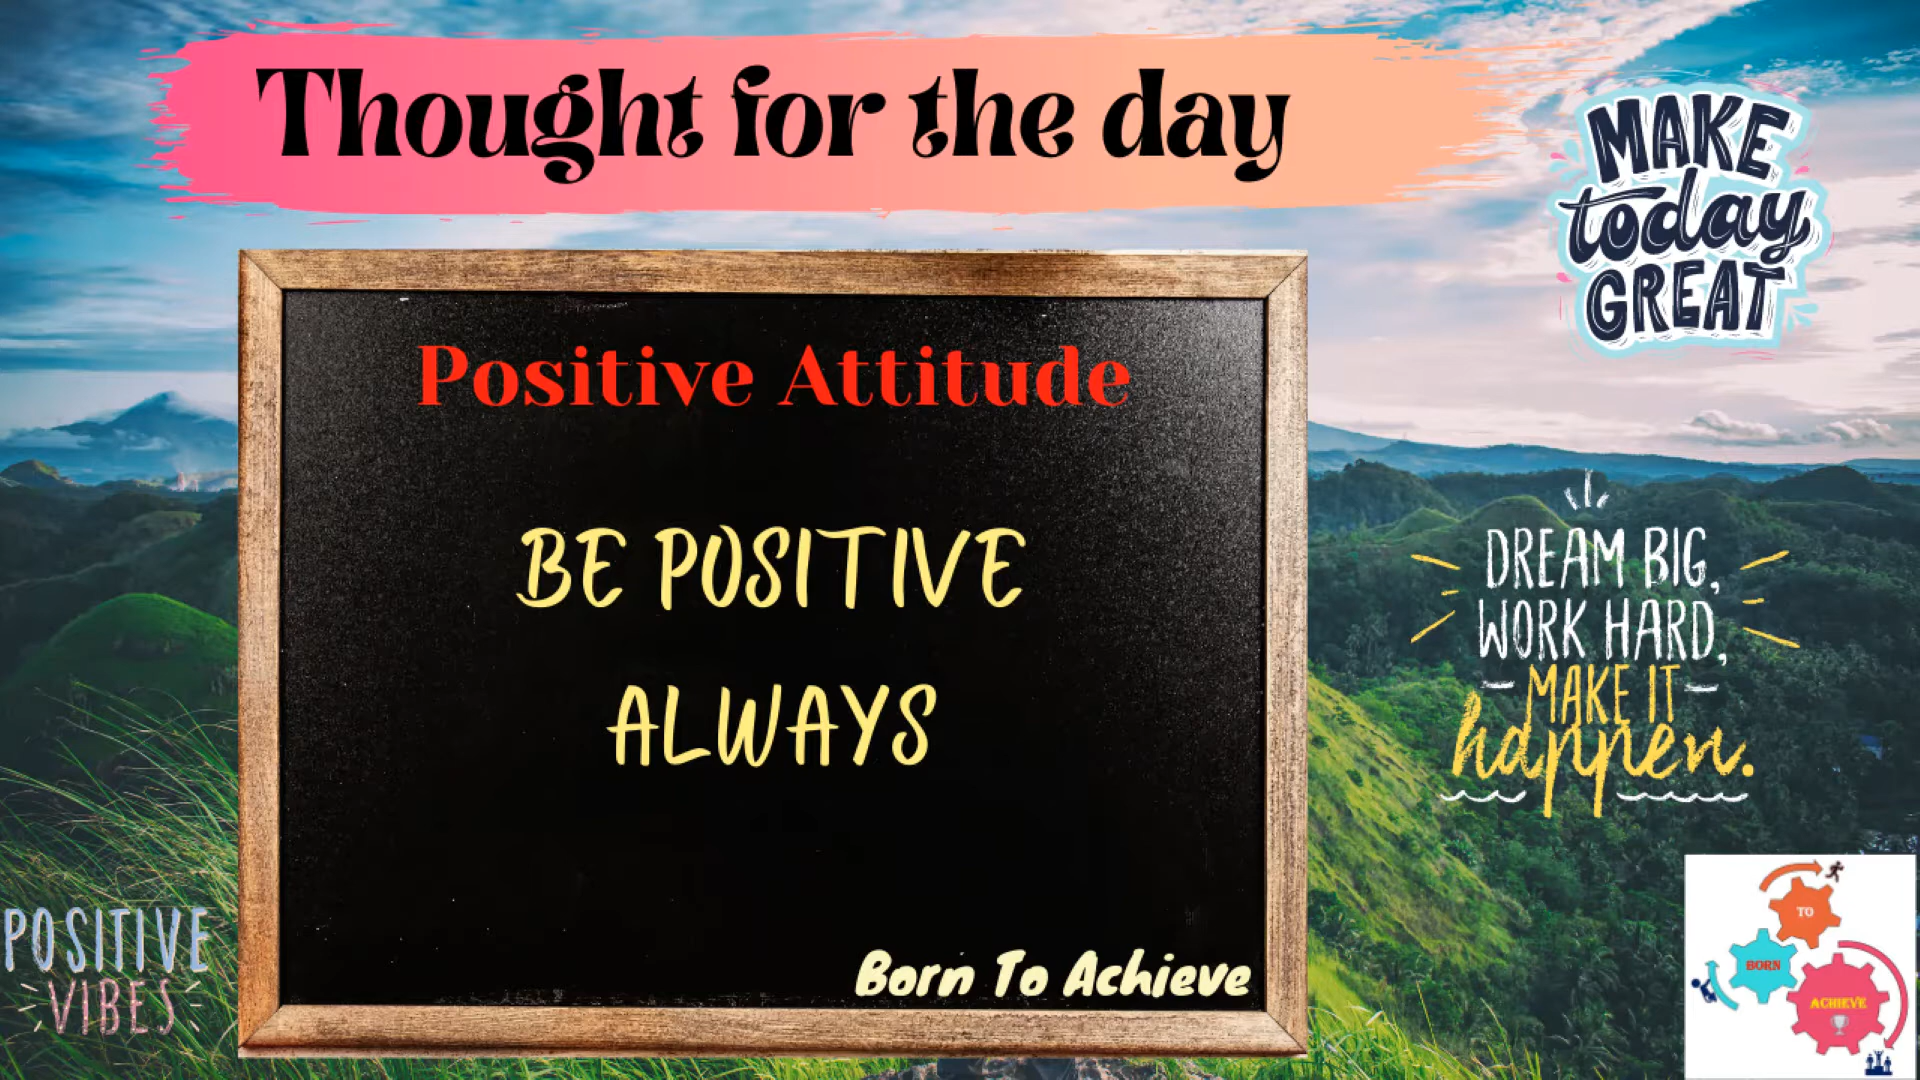 Thought for the day
MAKE
today
GREAT
Positive Attitude
BE POSITIVE
ALWAYS
DREAM BIG,
WORK HARD,
MAKE IT
happen.
Born To Achieve
POSITIVE
VIBES
TO
BORN
ACHIEVE